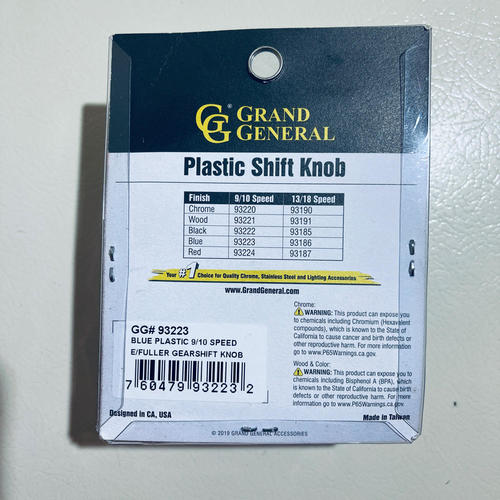 GG® GRAND
GENERAL
Plastic Shift Knob
Finish 9/10 Speed 13/18 Speed
Chrome 93220 93190
Wood 93221 93191
Black 93222 93185
Blue 93223 93186
Red 93224 93187
Your #1 Choice for Quality Chrome, Stainless Steel and Lighting Accessories
www.GrandGeneral.com
Chrome:
⚠ WARNING: This product can expose you
to chemicals including Chromium (Hexavalent
compounds), which is known to the State of
California to cause cancer and birth defects or
other reproductive harm. For more information
go to www.P65Warnings.ca.gov.
Wood & Color:
⚠ WARNING: This product can expose you to
chemicals including Bisphenol A (BPA), which is
known to the State of California to cause birth
defects or other reproductive harm. For more
information go to www.P65Warnings.ca.gov.
GG# 93223
BLUE PLASTIC 9/10 SPEED
E/FULLER GEARSHIFT KNOB
7 60479 93223 2
Designed in CA, USA
Made in Taiwan
© 2019 GRAND GENERAL ACCESSORIES